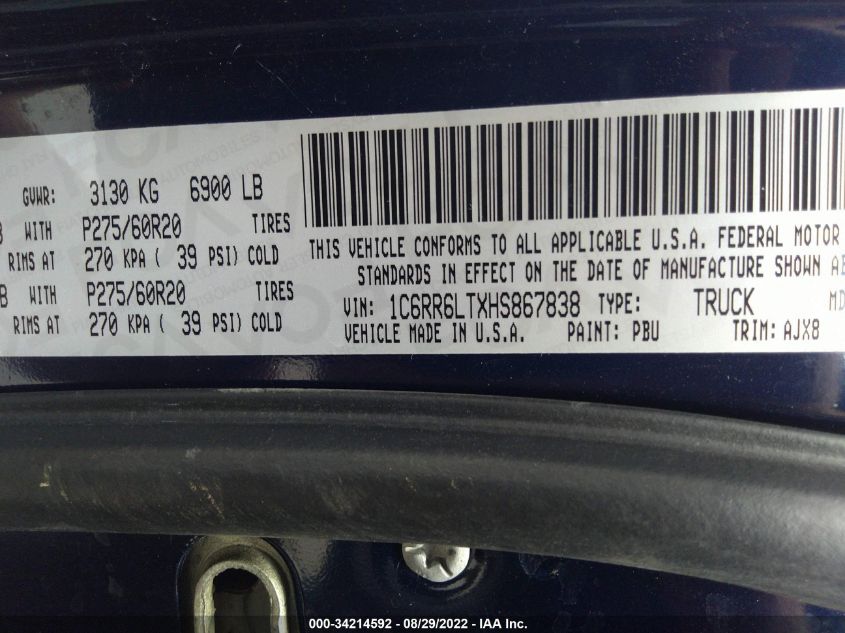 GVWR: 3130 KG 6900 LB
B WITH P275/60R20 TIRES
RIMS AT 270 KPA ( 39 PSI) COLD
B WITH P275/60R20 TIRES
RIMS AT 270 KPA ( 39 PSI) COLD
THIS VEHICLE CONFORMS TO ALL APPLICABLE U.S.A. FEDERAL MOTOR
STANDARDS IN EFFECT ON THE DATE OF MANUFACTURE SHOWN AB
VIN: 1C6RR6LTXHS867838 TYPE: TRUCK MD
VEHICLE MADE IN U.S.A. PAINT: PBU TRIM: AJX8
000-34214592 - 08/29/2022 - IAA Inc.